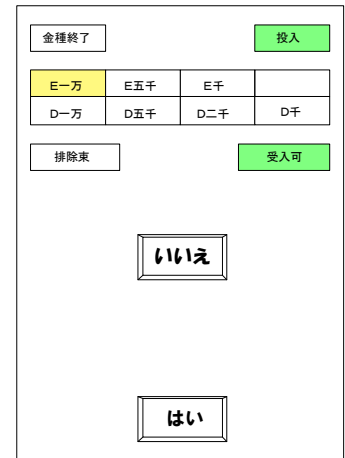 金種終了 投入
E一万 E五千 E千
D一万 D五千 D二千 D千
排除束 受入可
いいえ
はい